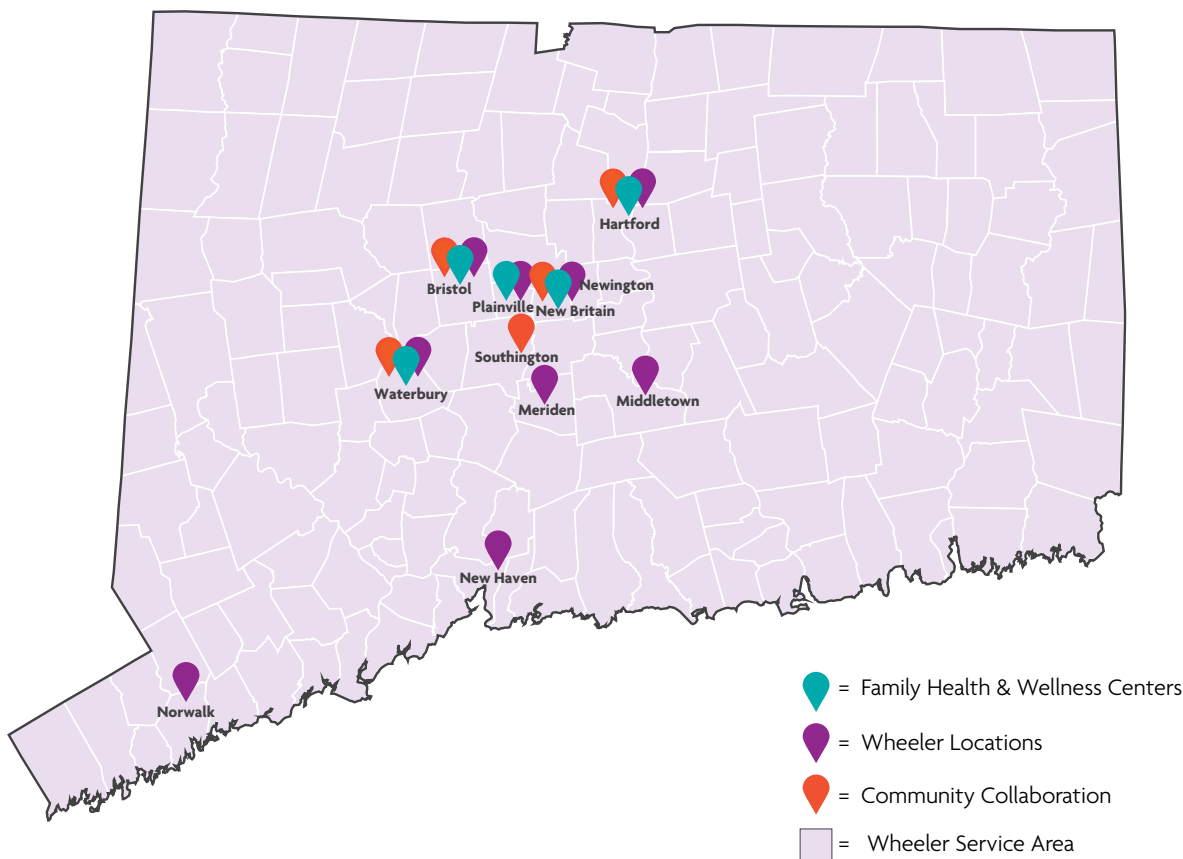 Hartford
Bristol
Newington
Plainville
New Britain
Southington
Waterbury
Meriden
Middletown
New Haven
Norwalk
= Family Health & Wellness Centers
= Wheeler Locations
= Community Collaboration
= Wheeler Service Area